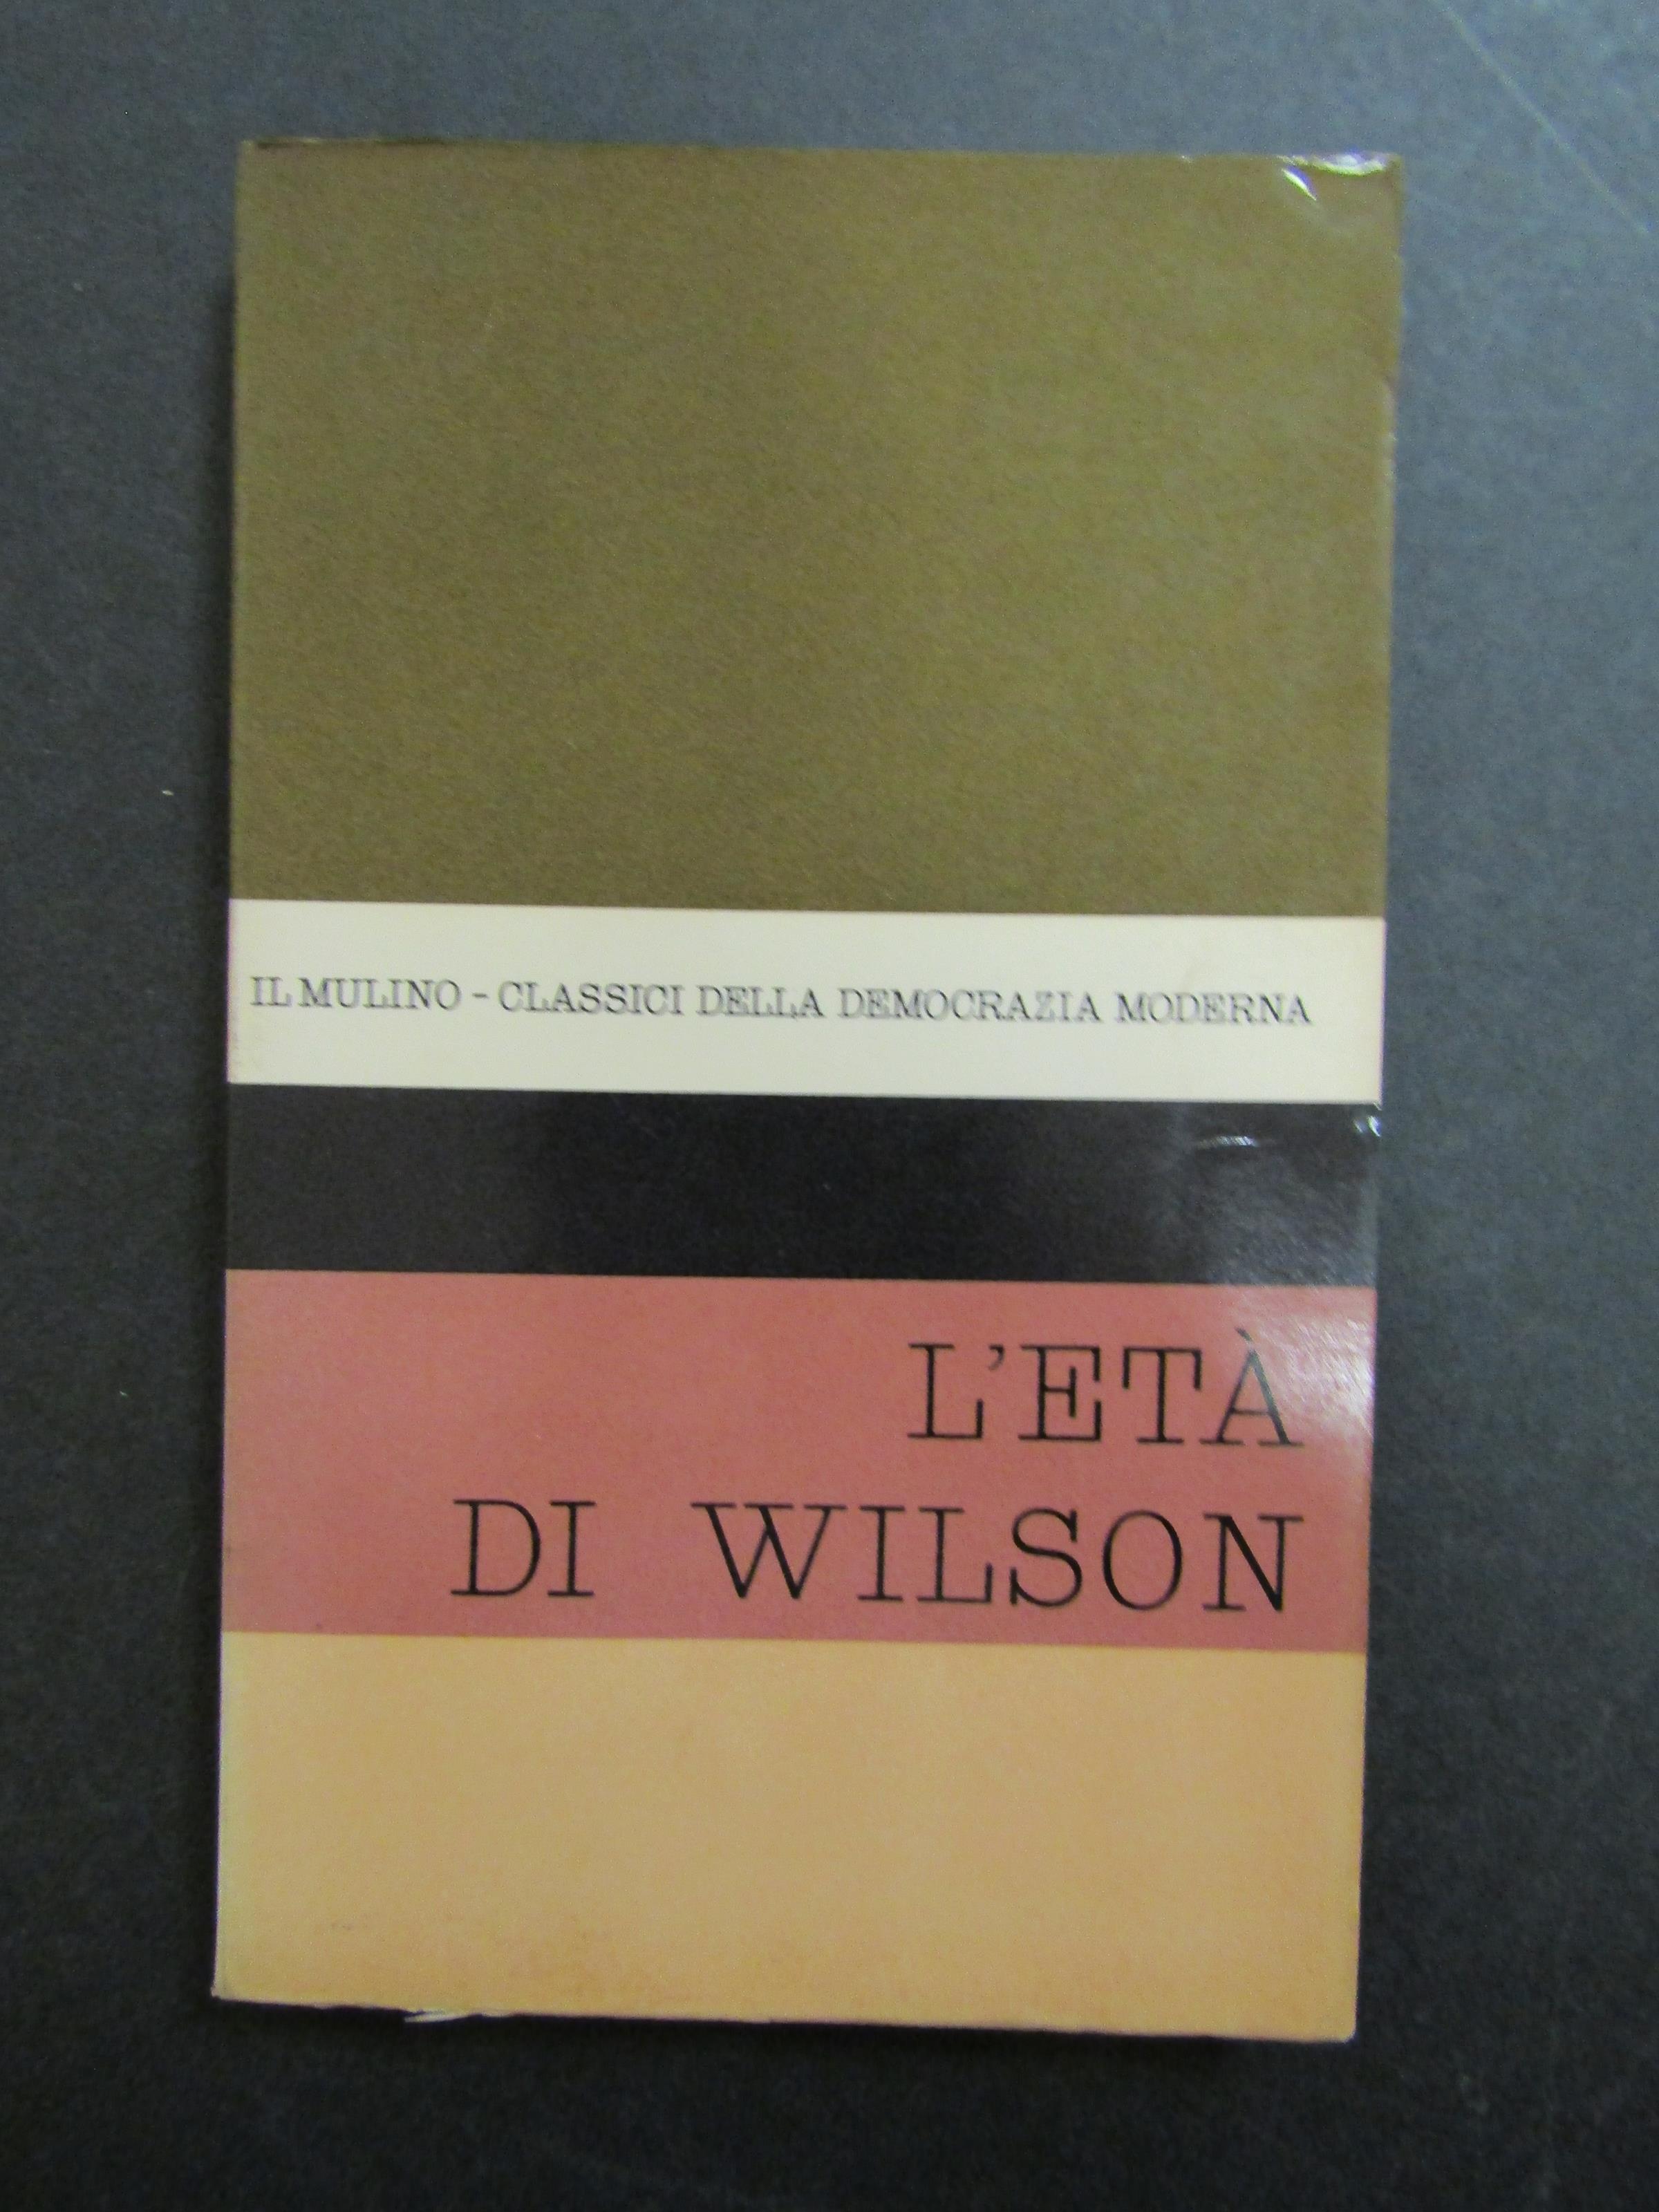 IL MULINO - CLASSICI DELLA DEMOCRAZIA MODERNA
L'ETÀ
DI WILSON